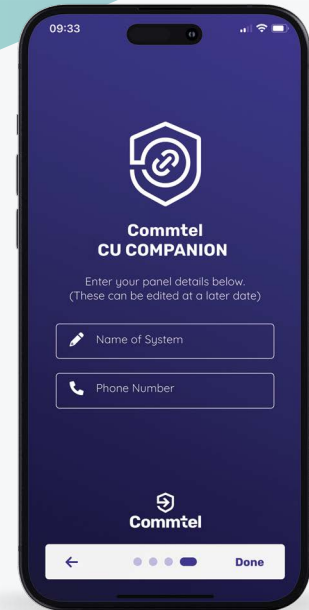 09:33
Commtel
CU COMPANION
Enter your panel details below.
(These can be edited at a later date)
Name of System
Phone Number
Commtel
Done